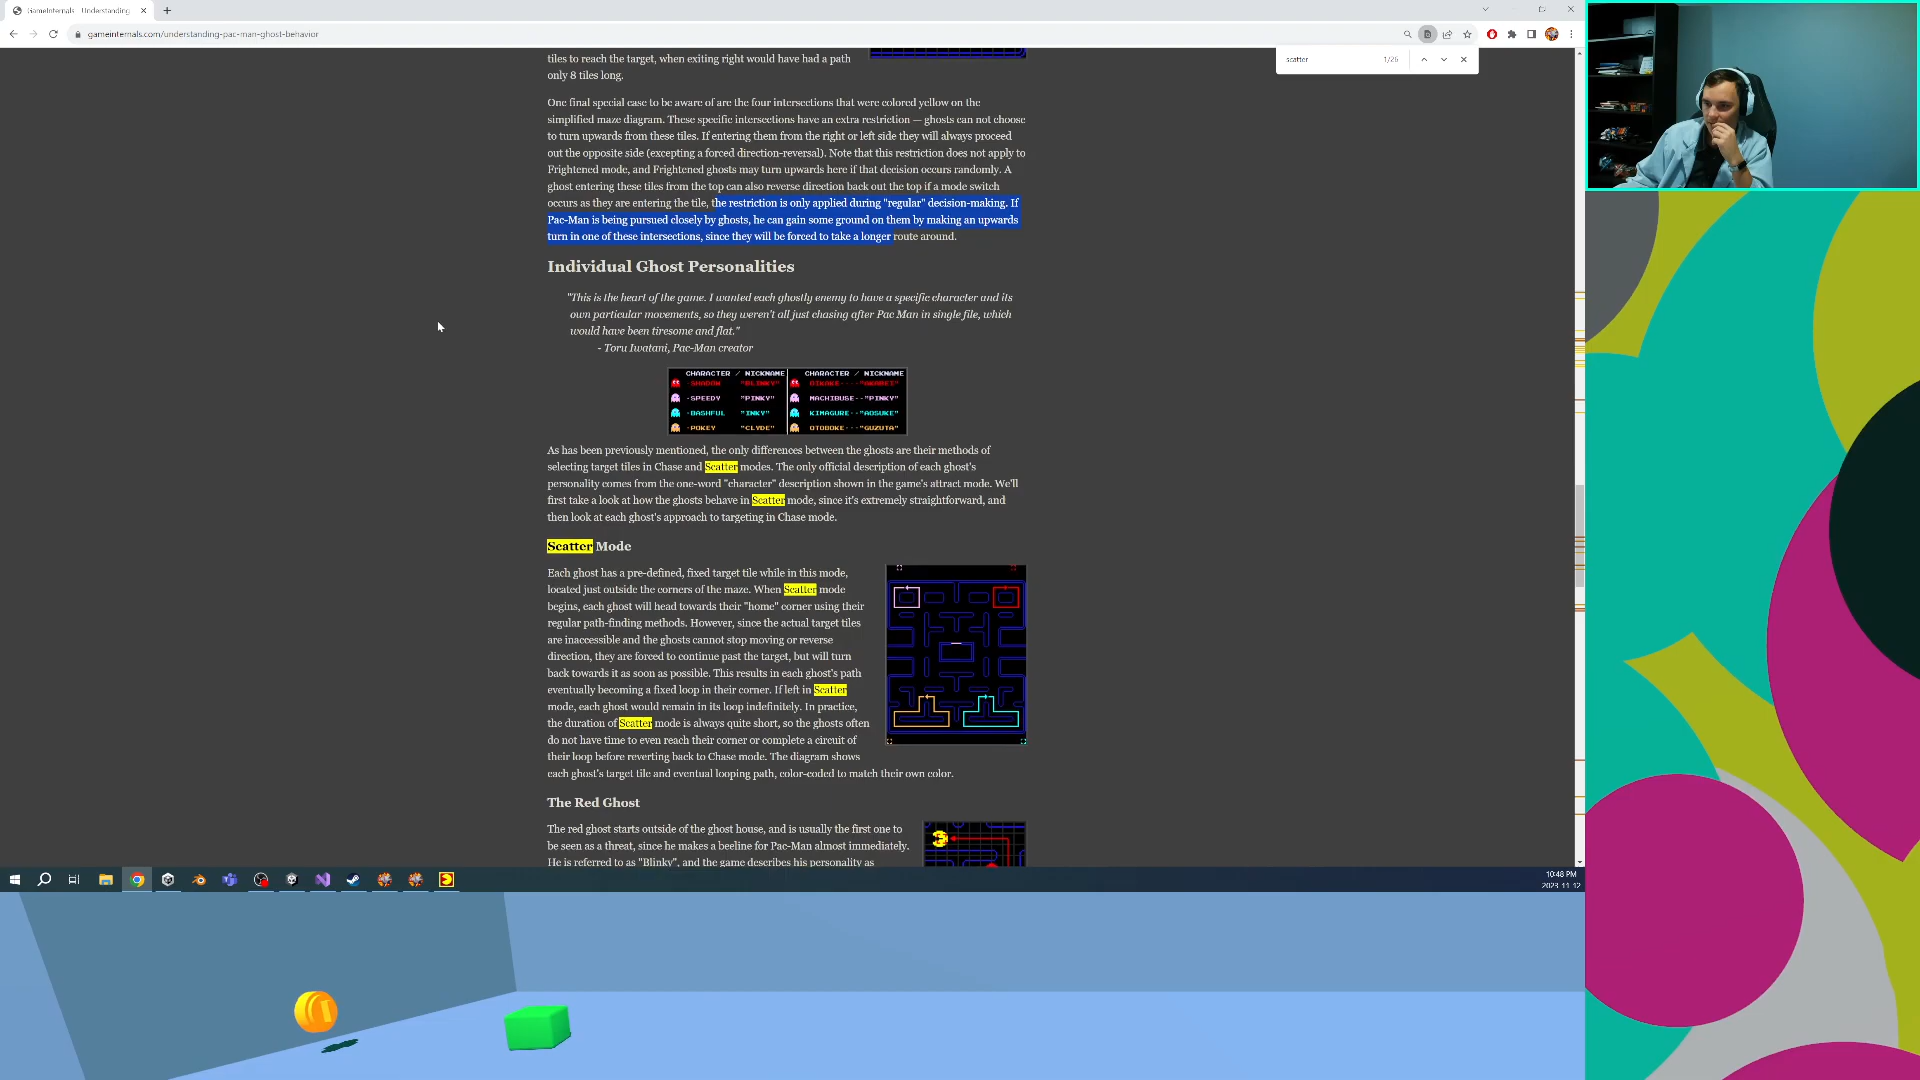 GameInternals - Understanding
gameinternals.com/understanding-pac-man-ghost-behavior
scatter
1/26
tiles to reach the target, when exiting right would have had a path
only 8 tiles long.
One final special case to be aware of are the four intersections that were colored yellow on the
simplified maze diagram. These specific intersections have an extra restriction — ghosts can not choose
to turn upwards from these tiles. If entering them from the right or left side they will always proceed
out the opposite side (excepting a forced direction-reversal). Note that this restriction does not apply to
Frightened mode, and Frightened ghosts may turn upwards here if that decision occurs randomly. A
ghost entering these tiles from the top can also reverse direction back out the top if a mode switch
occurs as they are entering the tile, the restriction is only applied during "regular" decision-making. If
Pac-Man is being pursued closely by ghosts, he can gain some ground on them by making an upwards
turn in one of these intersections, since they will be forced to take a longer route around.
Individual Ghost Personalities
"This is the heart of the game. I wanted each ghostly enemy to have a specific character and its
own particular movements, so they weren't all just chasing after Pac Man in single file, which
would have been tiresome and flat."
- Toru Iwatani, Pac-Man creator
CHARACTER / NICKNAME CHARACTER / NICKNAME
-SHADOW "BLINKY" OIKAKE----"AKABEI"
-SPEEDY "PINKY" MACHIBUSE--"PINKY"
-BASHFUL "INKY" KIMAGURE--"AOSUKE"
-POKEY "CLYDE" OTOBOKE---"GUZUTA"
As has been previously mentioned, the only differences between the ghosts are their methods of
selecting target tiles in Chase and Scatter modes. The only official description of each ghost's
personality comes from the one-word "character" description shown in the game's attract mode. We'll
first take a look at how the ghosts behave in Scatter mode, since it's extremely straightforward, and
then look at each ghost's approach to targeting in Chase mode.
Scatter Mode
Each ghost has a pre-defined, fixed target tile while in this mode,
located just outside the corners of the maze. When Scatter mode
begins, each ghost will head towards their "home" corner using their
regular path-finding methods. However, since the actual target tiles
are inaccessible and the ghosts cannot stop moving or reverse
direction, they are forced to continue past the target, but will turn
back towards it as soon as possible. This results in each ghost's path
eventually becoming a fixed loop in their corner. If left in Scatter
mode, each ghost would remain in its loop indefinitely. In practice,
the duration of Scatter mode is always quite short, so the ghosts often
do not have time to even reach their corner or complete a circuit of
their loop before reverting back to Chase mode. The diagram shows
each ghost's target tile and eventual looping path, color-coded to match their own color.
The Red Ghost
The red ghost starts outside of the ghost house, and is usually the first one to
be seen as a threat, since he makes a beeline for Pac-Man almost immediately.
He is referred to as "Blinky", and the game describes his personality as
10:48 PM
2023-11-12